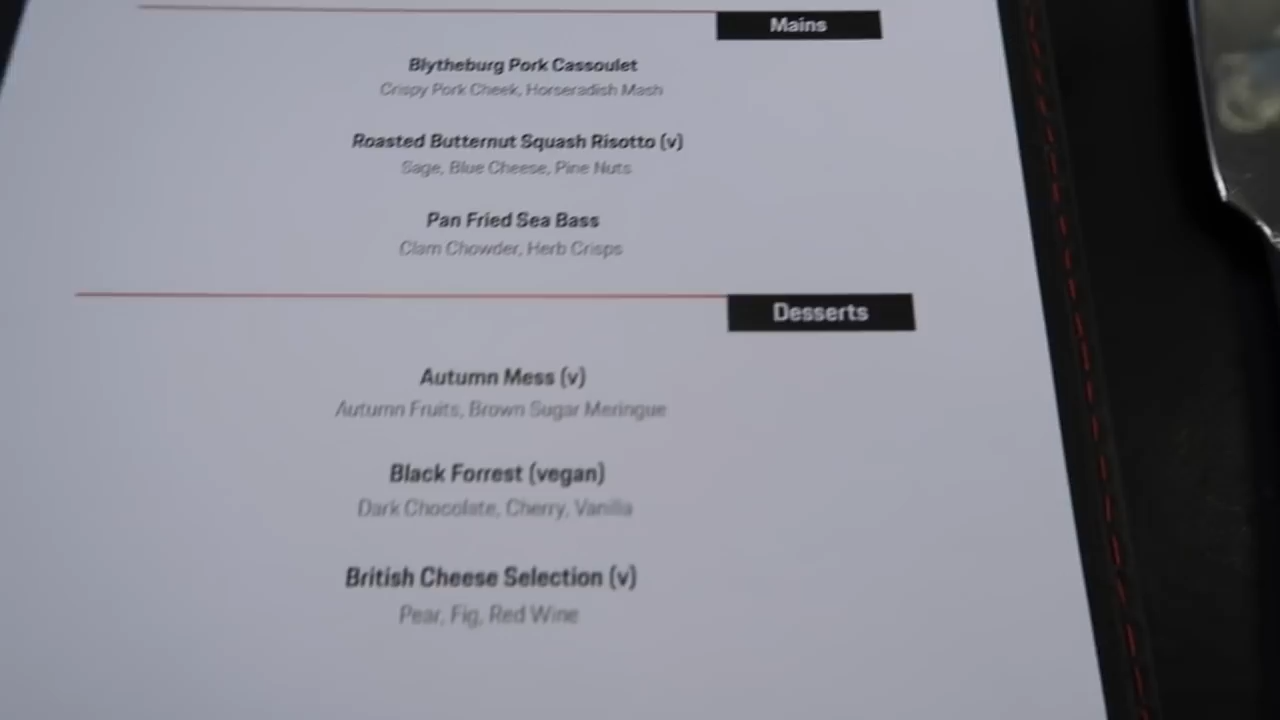 Mains
Blytheburg Pork Cassoulet
Crispy Pork Cheek, Horseradish Mash
Roasted Butternut Squash Risotto (v)
Sage, Blue Cheese, Pine Nuts
Pan Fried Sea Bass
Clam Chowder, Herb Crisps
Desserts
Autumn Mess (v)
Autumn Fruits, Brown Sugar Meringue
Black Forrest (vegan)
Dark Chocolate, Cherry, Vanilla
British Cheese Selection (v)
Pear, Fig, Red Wine